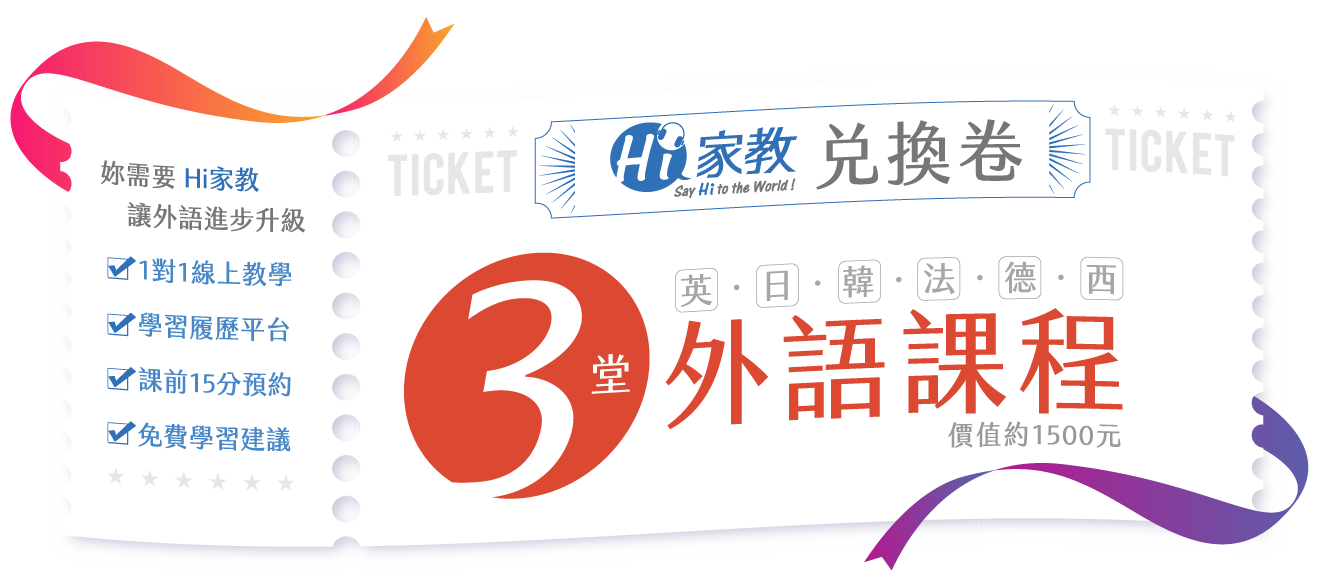 妳需要 Hi家教
讓外語進步升級
1對1線上教學
學習履歷平台
課前15分預約
免費學習建議
TICKET
Hi 家教 兌換卷
Say Hi to the World !
TICKET
英・日・韓・法・德・西
3堂 外語課程
價值約1500元